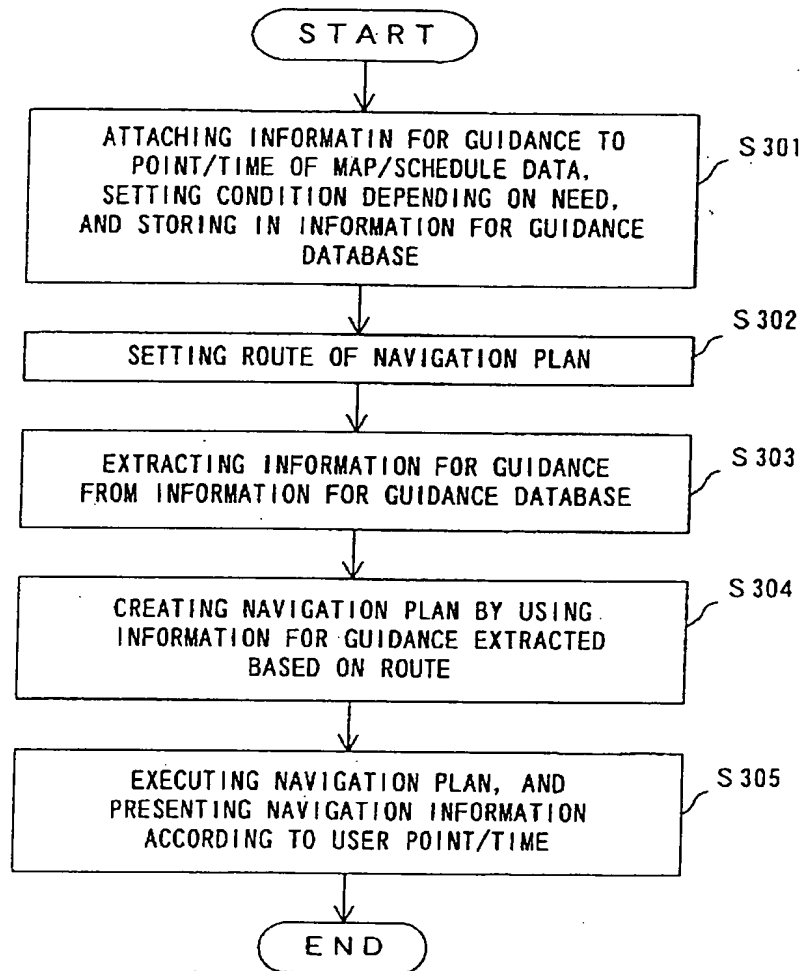 START
ATTACHING INFORMATIN FOR GUIDANCE TO
POINT/TIME OF MAP/SCHEDULE DATA,
SETTING CONDITION DEPENDING ON NEED,
AND STORING IN INFORMATION FOR GUIDANCE
DATABASE
S301
SETTING ROUTE OF NAVIGATION PLAN
S302
EXTRACTING INFORMATION FOR GUIDANCE
FROM INFORMATION FOR GUIDANCE DATABASE
S303
CREATING NAVIGATION PLAN BY USING
INFORMATION FOR GUIDANCE EXTRACTED
BASED ON ROUTE
S304
EXECUTING NAVIGATION PLAN, AND
PRESENTING NAVIGATION INFORMATION
ACCORDING TO USER POINT/TIME
S305
END